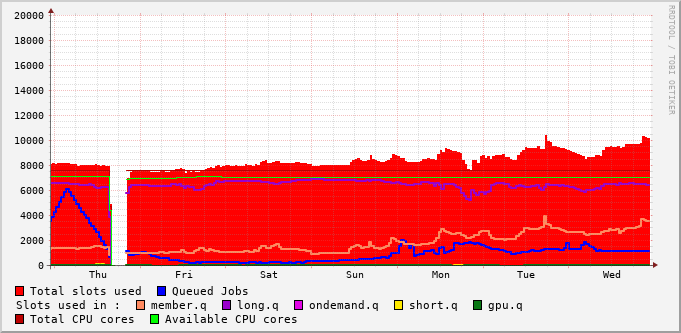 20000
18000
16000
14000
12000
10000
8000
6000
4000
2000
0
Thu Fri Sat Sun Mon Tue Wed
RRDTOOL / TOBI OETIKER
Total slots used Queued Jobs
Slots used in : member.q long.q ondemand.q short.q gpu.q
Total CPU cores Available CPU cores